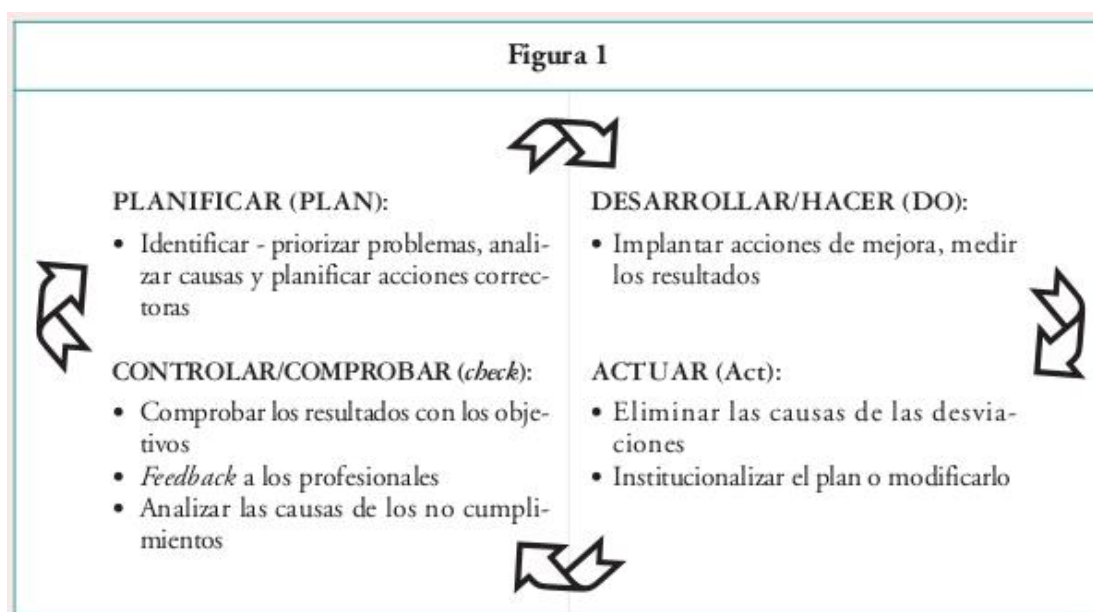 Figura 1
PLANIFICAR (PLAN):
• Identificar - priorizar problemas, anali-
zar causas y planificar acciones correc-
toras
DESARROLLAR/HACER (DO):
• Implantar acciones de mejora, medir
los resultados
CONTROLAR/COMPROBAR (check):
• Comprobar los resultados con los obje-
tivos
• Feedback a los profesionales
• Analizar las causas de los no cumpli-
mientos
ACTUAR (Act):
• Eliminar las causas de las desvia-
ciones
• Institucionalizar el plan o modificarlo